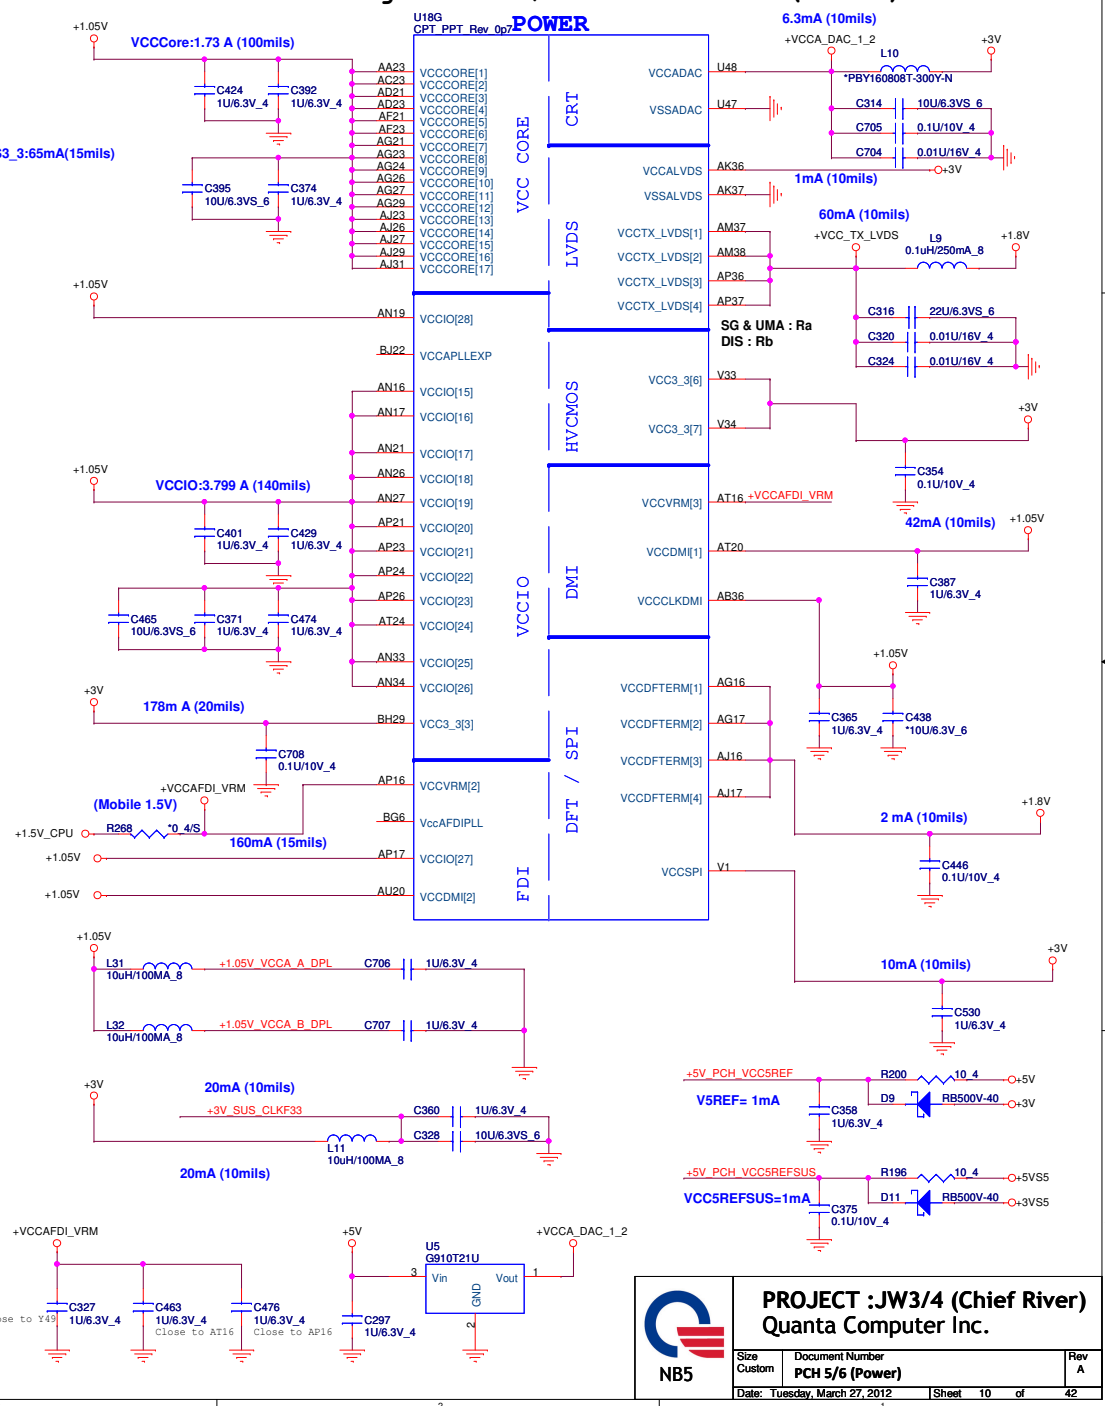 U18G
CPT_PPT_Rev_0p7
POWER
+1.05V
VCCCore:1.73 A (100mils)
C424
1U/6.3V_4
C392
1U/6.3V_4
63_3:65mA(15mils)
C395
10U/6.3VS_6
C374
1U/6.3V_4
AA23 VCCCORE[1]
AC23 VCCCORE[2]
AD21 VCCCORE[3]
AD23 VCCCORE[4]
AF21 VCCCORE[5]
AF23 VCCCORE[6]
AG21 VCCCORE[7]
AG23 VCCCORE[8]
AG24 VCCCORE[9]
AG26 VCCCORE[10]
AG27 VCCCORE[11]
AG29 VCCCORE[12]
AJ23 VCCCORE[13]
AJ26 VCCCORE[14]
AJ27 VCCCORE[15]
AJ29 VCCCORE[16]
AJ31 VCCCORE[17]
VCC CORE
+1.05V
AN19 VCCIO[28]
BJ22 VCCAPLLEXP
AN16 VCCIO[15]
AN17 VCCIO[16]
AN21 VCCIO[17]
AN26 VCCIO[18]
AN27 VCCIO[19]
AP21 VCCIO[20]
AP23 VCCIO[21]
AP24 VCCIO[22]
AP26 VCCIO[23]
AT24 VCCIO[24]
AN33 VCCIO[25]
AN34 VCCIO[26]
VCCIO
+1.05V
VCCIO:3.799 A (140mils)
C401
1U/6.3V_4
C429
1U/6.3V_4
C465
10U/6.3VS_6
C371
1U/6.3V_4
C474
1U/6.3V_4
+3V
178m A (20mils)
BH29 VCC3_3[3]
C708
0.1U/10V_4
+VCCAFDI_VRM
(Mobile 1.5V)
+1.5V_CPU
R268
*0_4/S
AP16 VCCVRM[2]
BG6 VccAFDIPLL
160mA (15mils)
+1.05V
AP17 VCCIO[27]
+1.05V
AU20 VCCDMI[2]
FDI
6.3mA (10mils)
+VCCA_DAC_1_2
L10
+3V
*PBY160808T-300Y-N
CRT
VCCADAC U48
VSSADAC U47
C314 10U/6.3VS_6
C705 0.1U/10V_4
C704 0.01U/16V_4
LVDS
VCCALVDS AK36
+3V
1mA (10mils)
VSSALVDS AK37
VCCTX_LVDS[1] AM37
VCCTX_LVDS[2] AM38
VCCTX_LVDS[3] AP36
VCCTX_LVDS[4] AP37
60mA (10mils)
+VCC_TX_LVDS
L9
0.1uH/250mA_8
+1.8V
C316 22U/6.3VS_6
C320 0.01U/16V_4
C324 0.01U/16V_4
SG & UMA : Ra
DIS : Rb
HVCMOS
VCC3_3[6] V33
VCC3_3[7] V34
+3V
C354
0.1U/10V_4
DMI
VCCVRM[3] AT16 +VCCAFDI_VRM
42mA (10mils)
+1.05V
VCCDMI[1] AT20
C387
1U/6.3V_4
VCCCLKDMI AB36
+1.05V
C365
1U/6.3V_4
C438
*10U/6.3V_6
DFT / SPI
VCCDFTERM[1] AG16
VCCDFTERM[2] AG17
VCCDFTERM[3] AJ16
VCCDFTERM[4] AJ17
2 mA (10mils)
+1.8V
C446
0.1U/10V_4
VCCSPI V1
10mA (10mils)
+3V
C530
1U/6.3V_4
+1.05V
L31
10uH/100MA_8
+1.05V_VCCA_A_DPL
C706
1U/6.3V_4
L32
10uH/100MA_8
+1.05V_VCCA_B_DPL
C707
1U/6.3V_4
+3V
20mA (10mils)
+3V_SUS_CLKF33
C360 1U/6.3V_4
C328 10U/6.3VS_6
L11
10uH/100MA_8
20mA (10mils)
+5V_PCH_VCC5REF
R200 10_4 +5V
V5REF= 1mA
D9 RB500V-40 +3V
C358
1U/6.3V_4
+5V_PCH_VCC5REFSUS
R196 10_4 +5VS5
VCC5REFSUS=1mA
D11 RB500V-40 +3VS5
C375
0.1U/10V_4
+VCCAFDI_VRM
C327
1U/6.3V_4
ose to Y49
C463
1U/6.3V_4
Close to AT16
C476
1U/6.3V_4
Close to AP16
+5V
C297
1U/6.3V_4
U5
G910T21U
3 Vin
Vout 1
GND
2
+VCCA_DAC_1_2
NB5
PROJECT :JW3/4 (Chief River)
Quanta Computer Inc.
Size
Custom
Document Number
PCH 5/6 (Power)
Rev
A
Date: Tuesday, March 27, 2012
Sheet 10 of 42